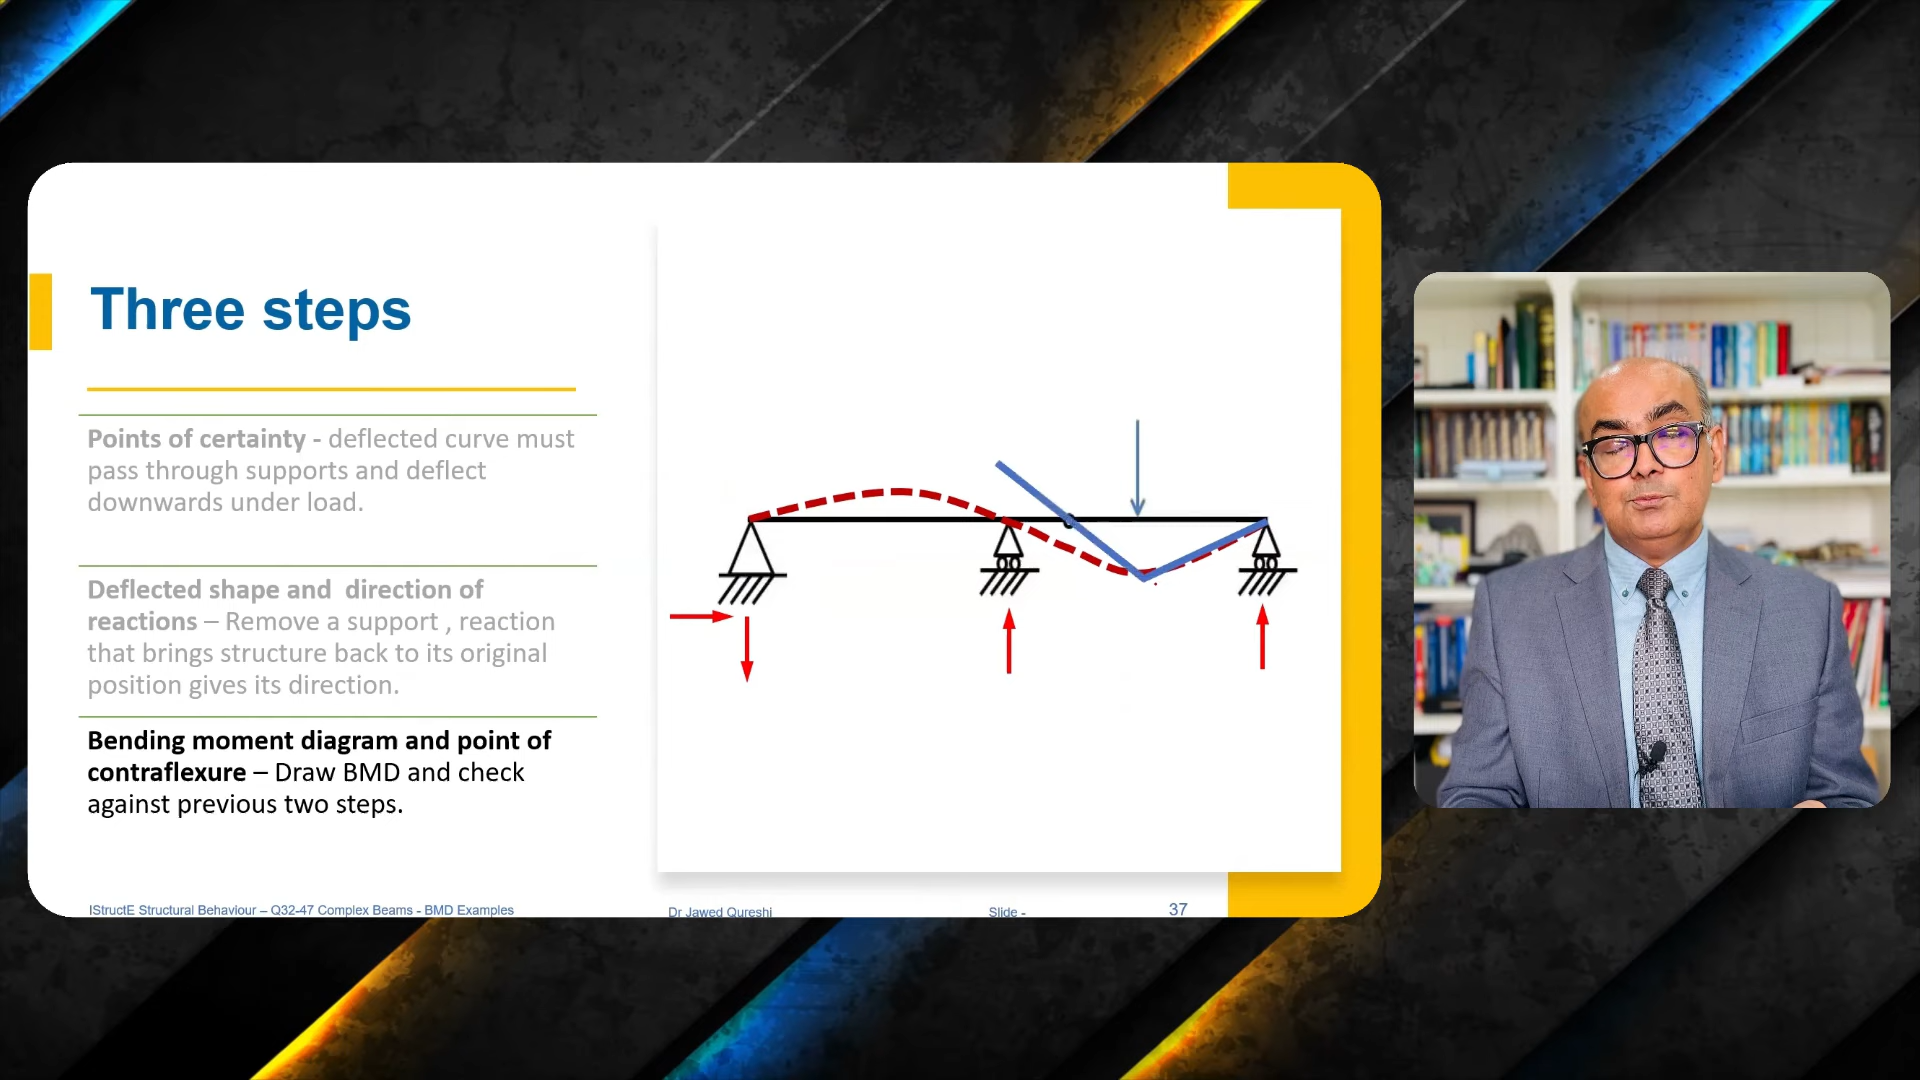 Three steps
Points of certainty - deflected curve must
pass through supports and deflect
downwards under load.
Deflected shape and direction of
reactions – Remove a support , reaction
that brings structure back to its original
position gives its direction.
Bending moment diagram and point of
contraflexure – Draw BMD and check
against previous two steps.
IStructE Structural Behaviour – Q32-47 Complex Beams - BMD Examples
Dr Jawed Qureshi
Slide -
37